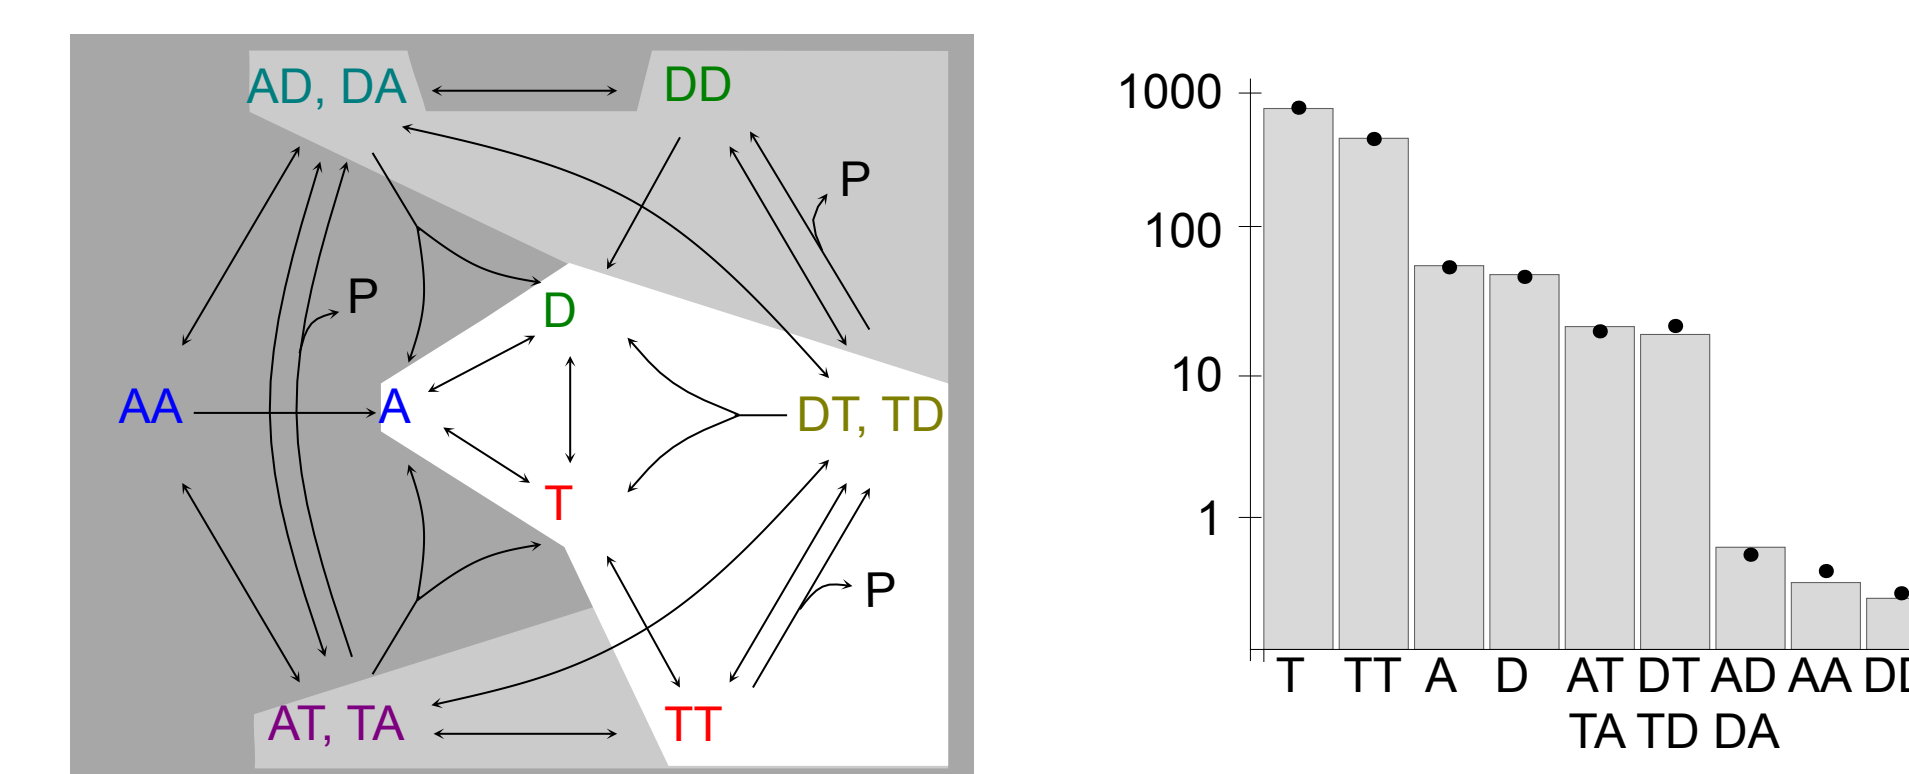 AD, DA
DD
P
P
D
AA
A
DT, TD
T
P
AT, TA
TT
1000
100
10
1
T TT A D AT DT AD AA
TA TD DA